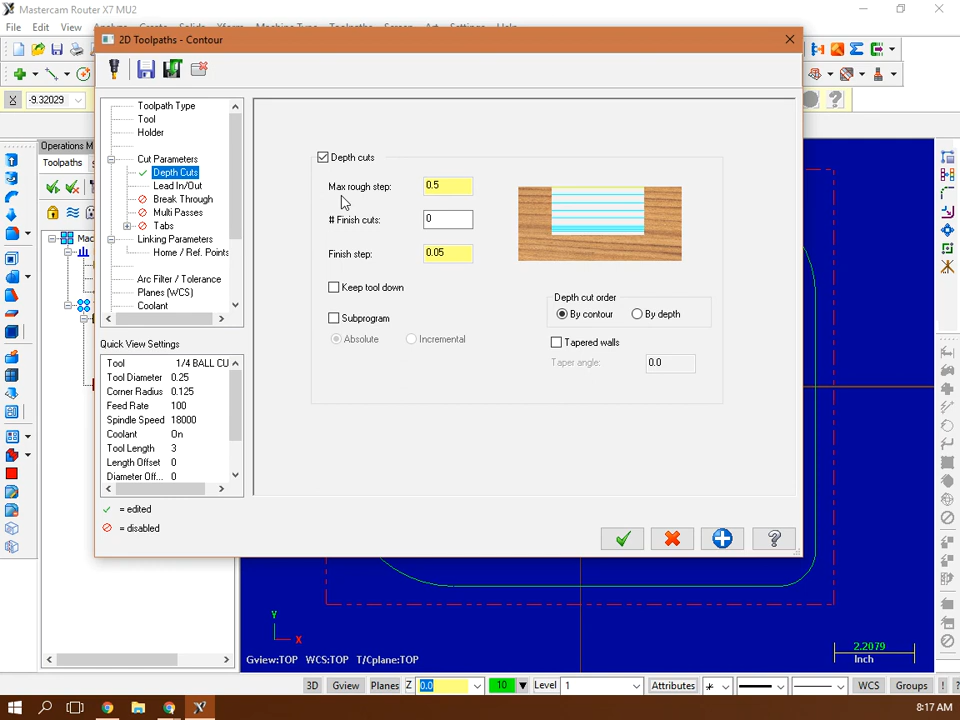 Mastercam Router X7 MU2
File Edit View
2D Toolpaths - Contour
-9.32029
Operations M
Toolpaths
Mac
Toolpath Type
Tool
Holder
Cut Parameters
Depth Cuts
Lead In/Out
Break Through
Multi Passes
Tabs
Linking Parameters
Home / Ref. Points
Arc Filter / Tolerance
Planes (WCS)
Coolant
Quick View Settings
Tool 1/4 BALL CU
Tool Diameter 0.25
Corner Radius 0.125
Feed Rate 100
Spindle Speed 18000
Coolant On
Tool Length 3
Length Offset 0
Diameter Off... 0
= edited
= disabled
Depth cuts
Max rough step: 0.5
# Finish cuts: 0
Finish step: 0.05
Keep tool down
Subprogram
Absolute Incremental
Depth cut order
By contour By depth
Tapered walls
Taper angle: 0.0
Y
X
Gview:TOP WCS:TOP T/Cplane:TOP
2.2079
Inch
3D Gview Planes Z 0.0 10 Level 1 Attributes WCS Groups ?
8:17 AM